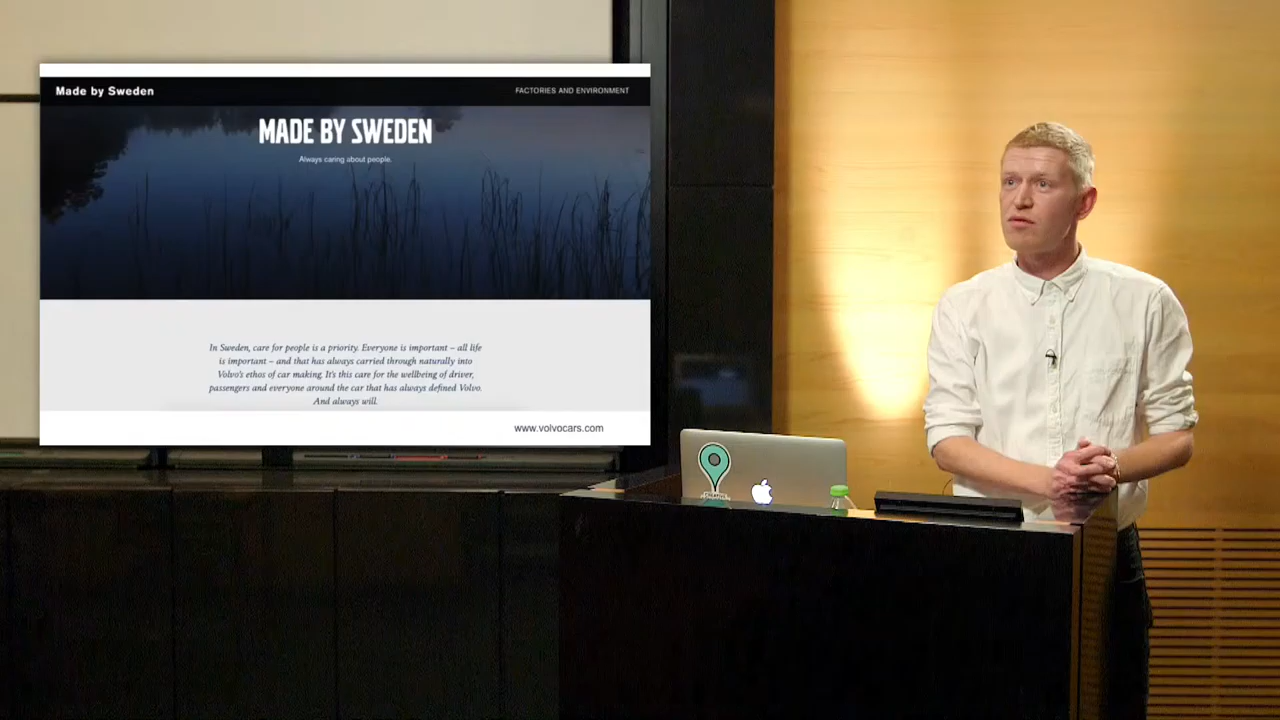 Made by Sweden
FACTORIES AND ENVIRONMENT
MADE BY SWEDEN
Always caring about people.
In Sweden, care for people is a priority. Everyone is important – all life
is important – and that has always carried through naturally into
Volvo's ethos of car making. It's this care for the wellbeing of driver,
passengers and everyone around the car that has always defined Volvo.
And always will.
www.volvocars.com
CREATIVE